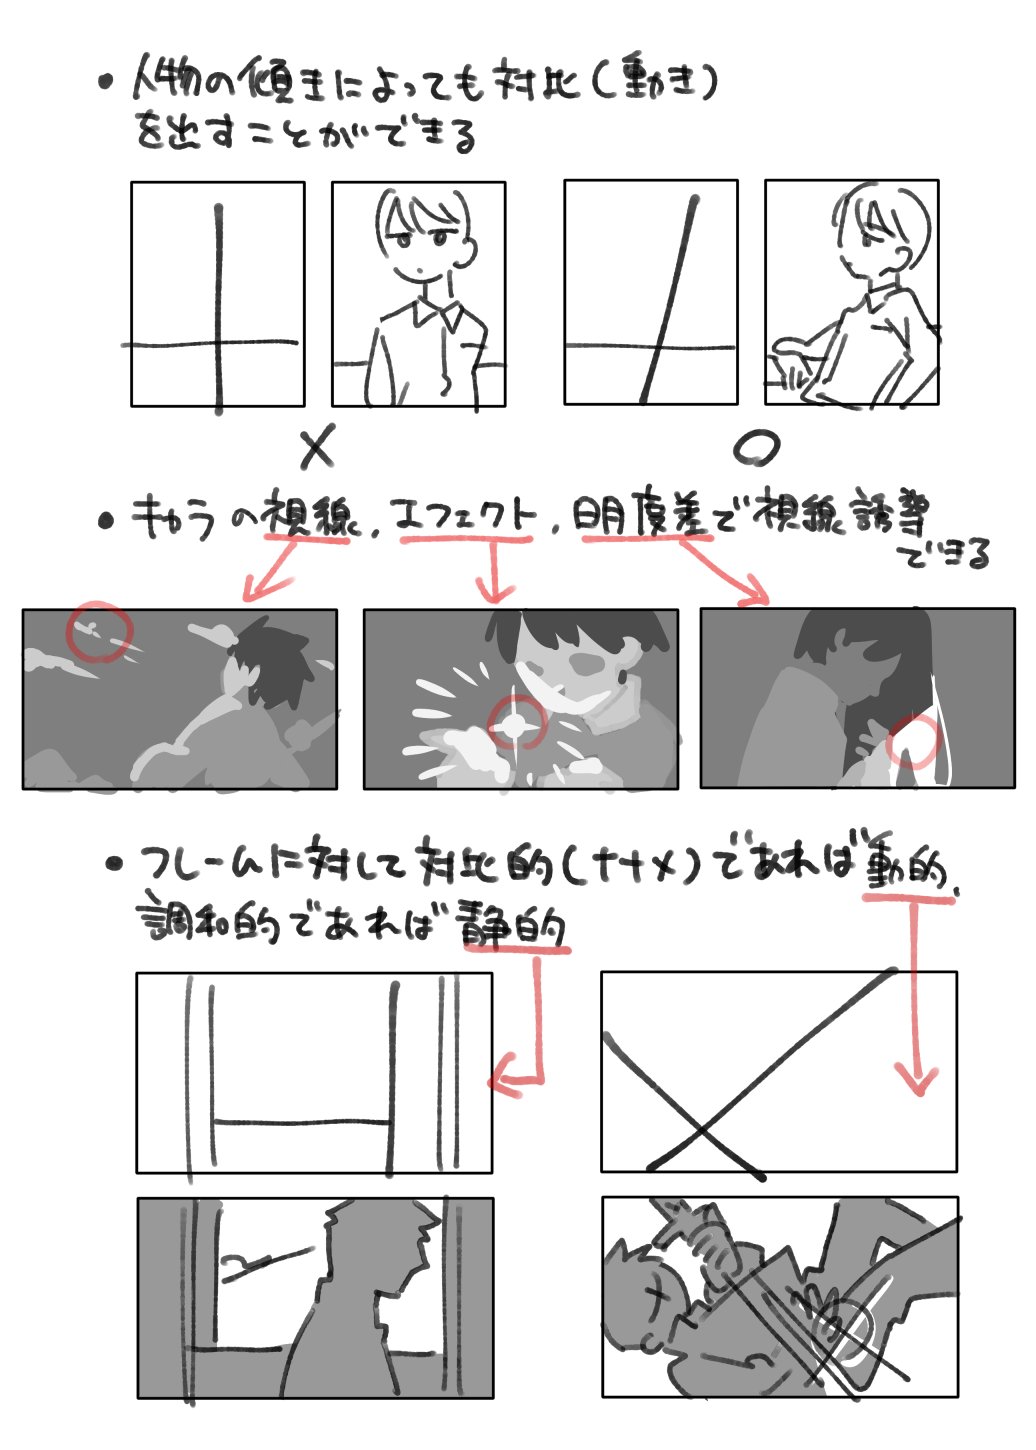 ・人物の傾きによっても対比(動き)
を出すことができる
× ○
・キャラの視線,エフェクト,明度差で視線誘導
できる
・フレームに対して対比的(ナナメ)であれば動的,
調和的であれば静的